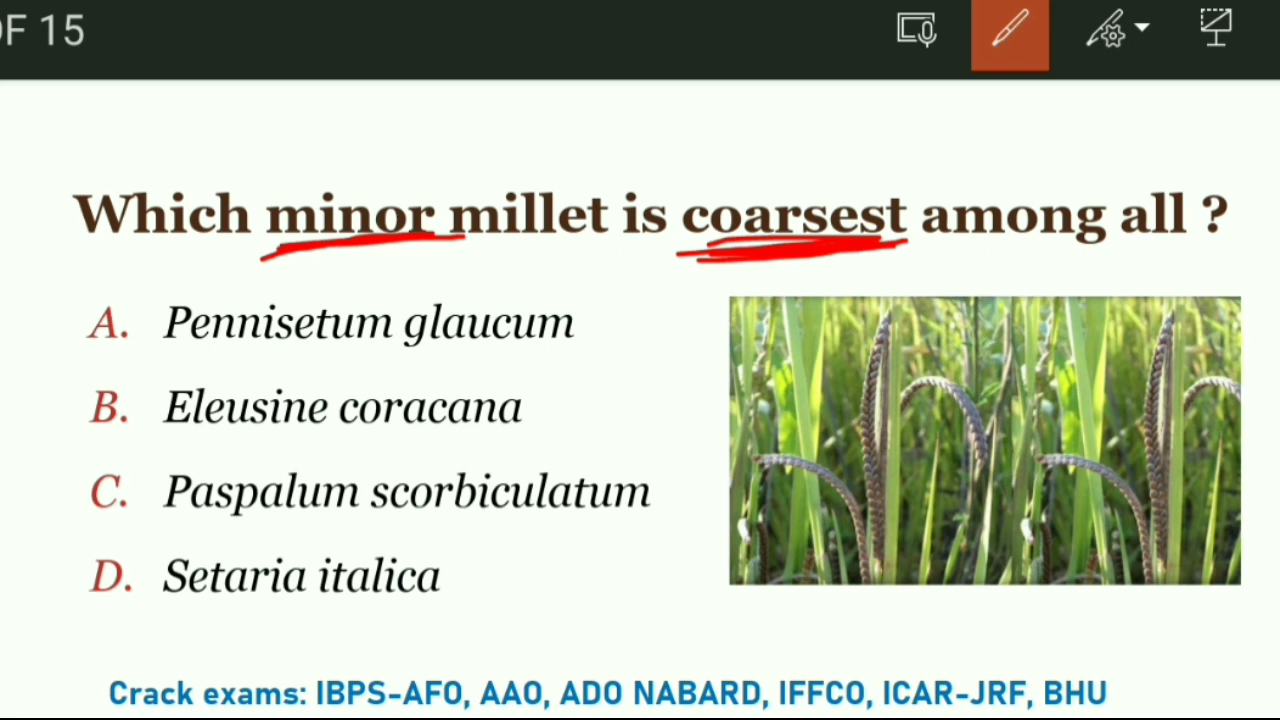 OF 15
Which minor millet is coarsest among all ?
A. Pennisetum glaucum
B. Eleusine coracana
C. Paspalum scorbiculatum
D. Setaria italica
Crack exams: IBPS-AFO, AAO, ADO NABARD, IFFCO, ICAR-JRF, BHU